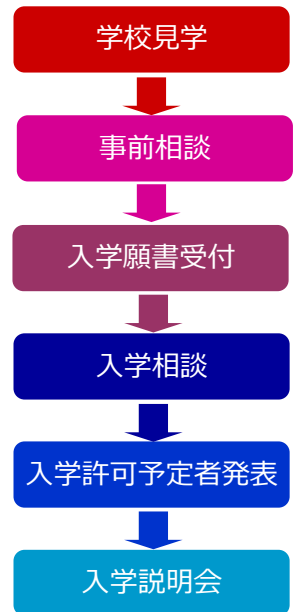 学校見学
事前相談
入学願書受付
入学相談
入学許可予定者発表
入学説明会